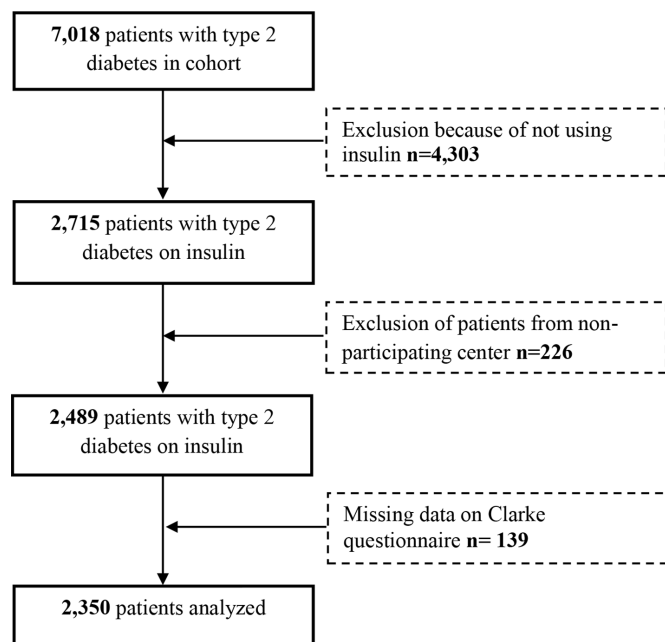 7,018 patients with type 2
diabetes in cohort
Exclusion because of not using
insulin n=4,303
2,715 patients with type 2
diabetes on insulin
Exclusion of patients from non-
participating center n=226
2,489 patients with type 2
diabetes on insulin
Missing data on Clarke
questionnaire n= 139
2,350 patients analyzed